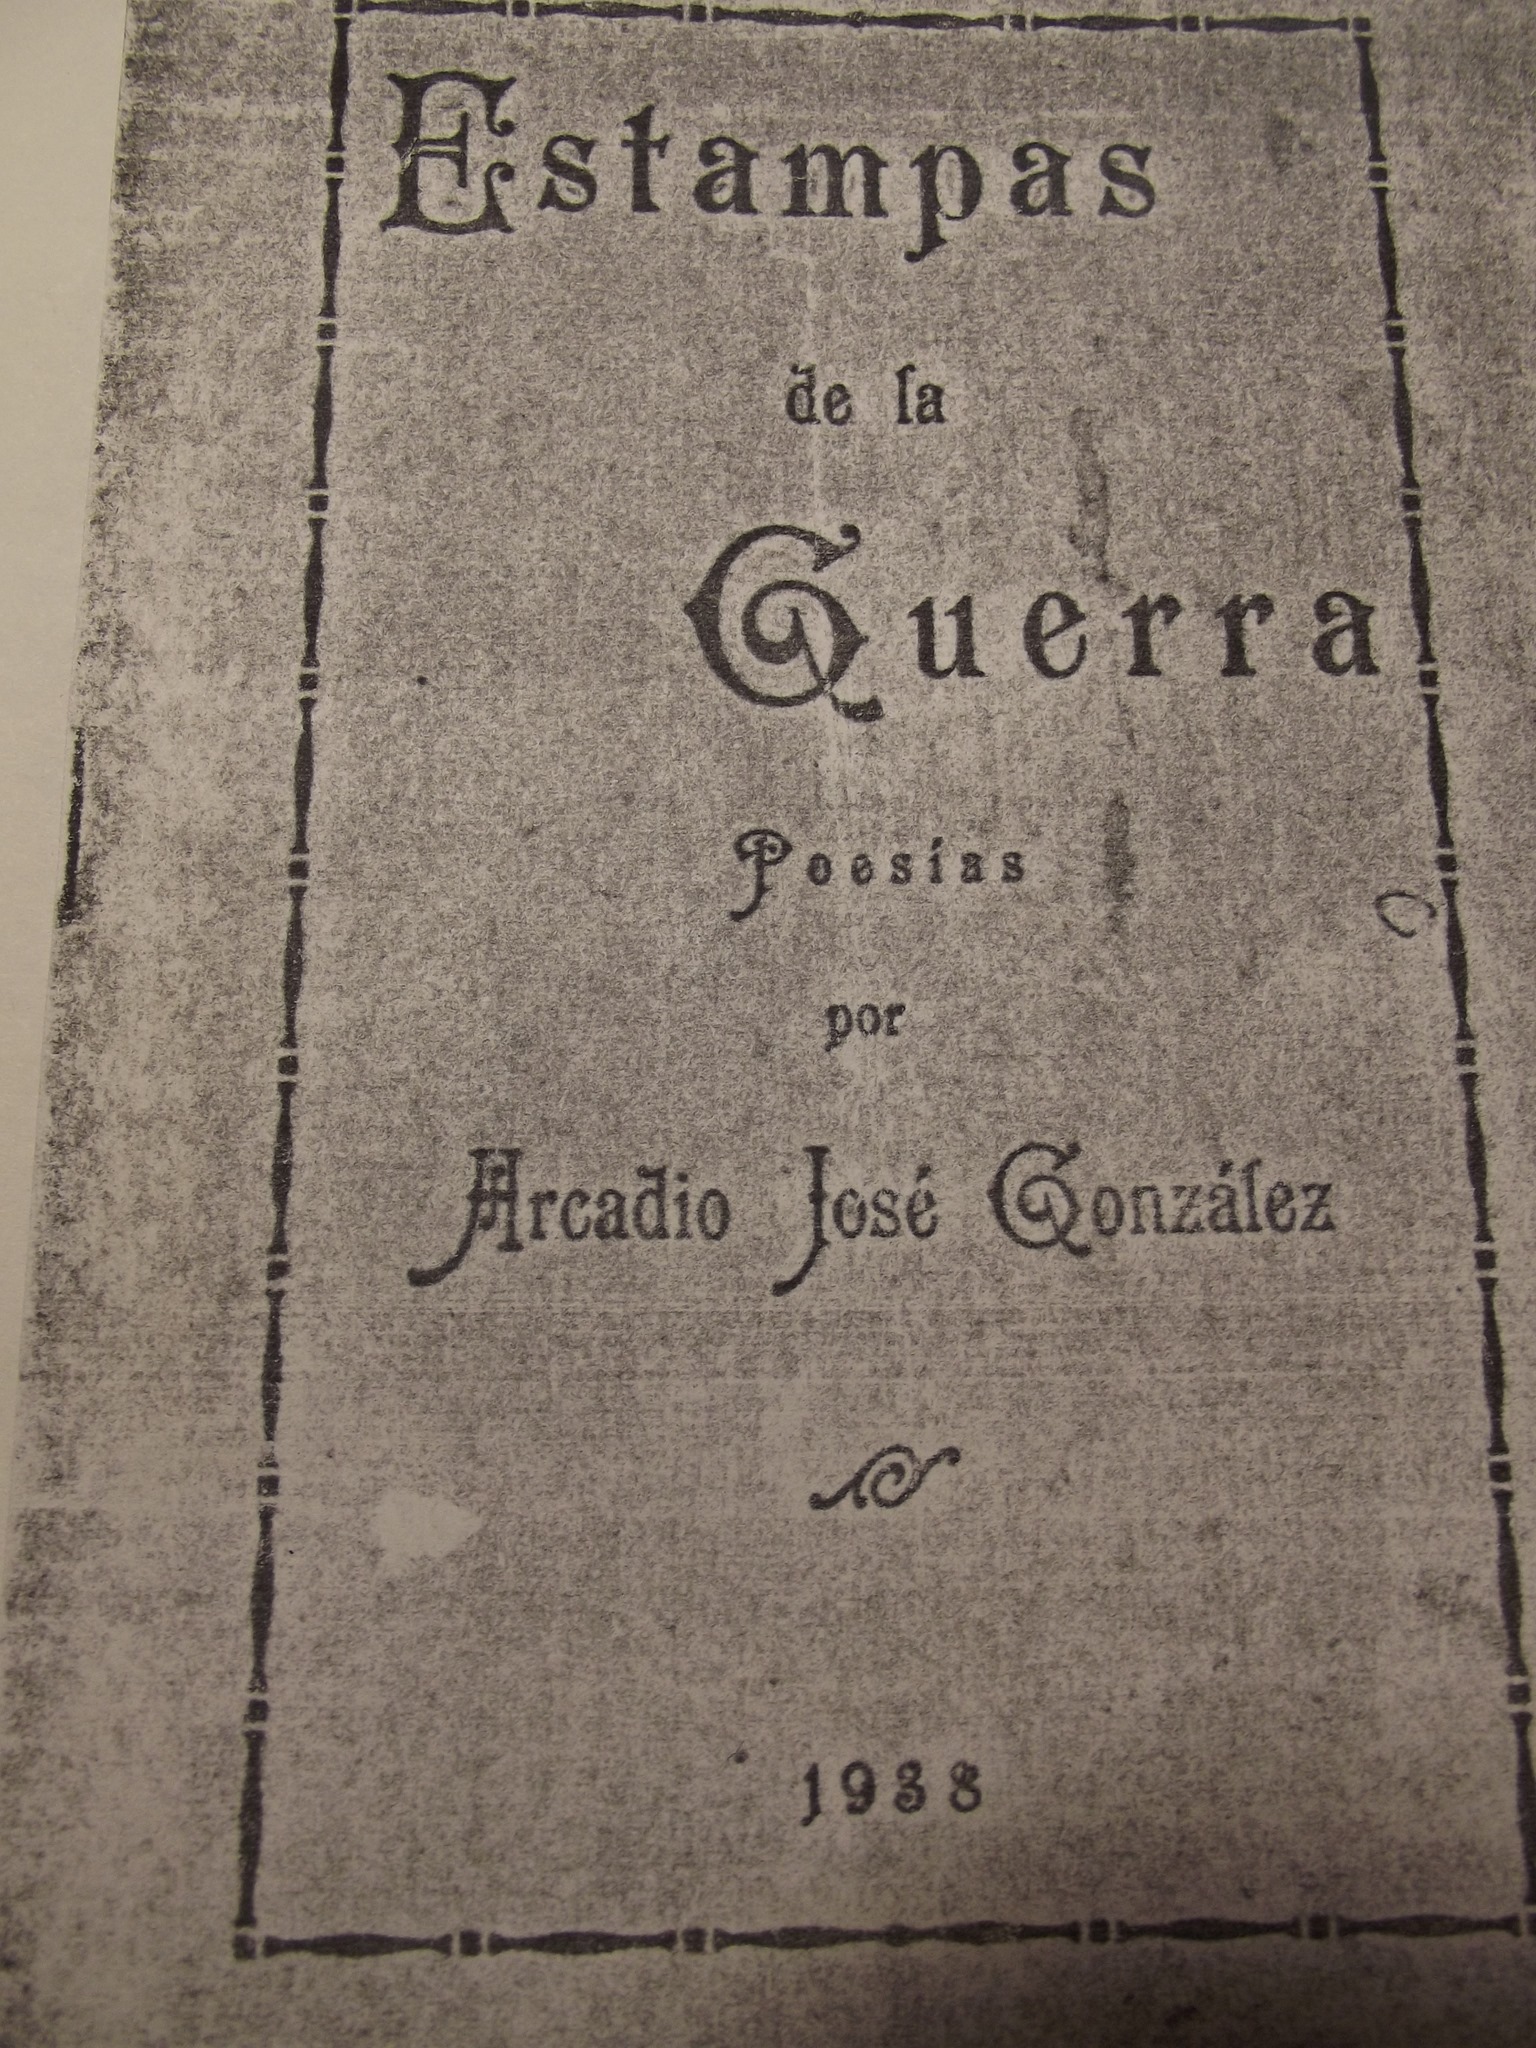 Estampas
de la
Guerra
Poesías
por
Arcadio José González
1938